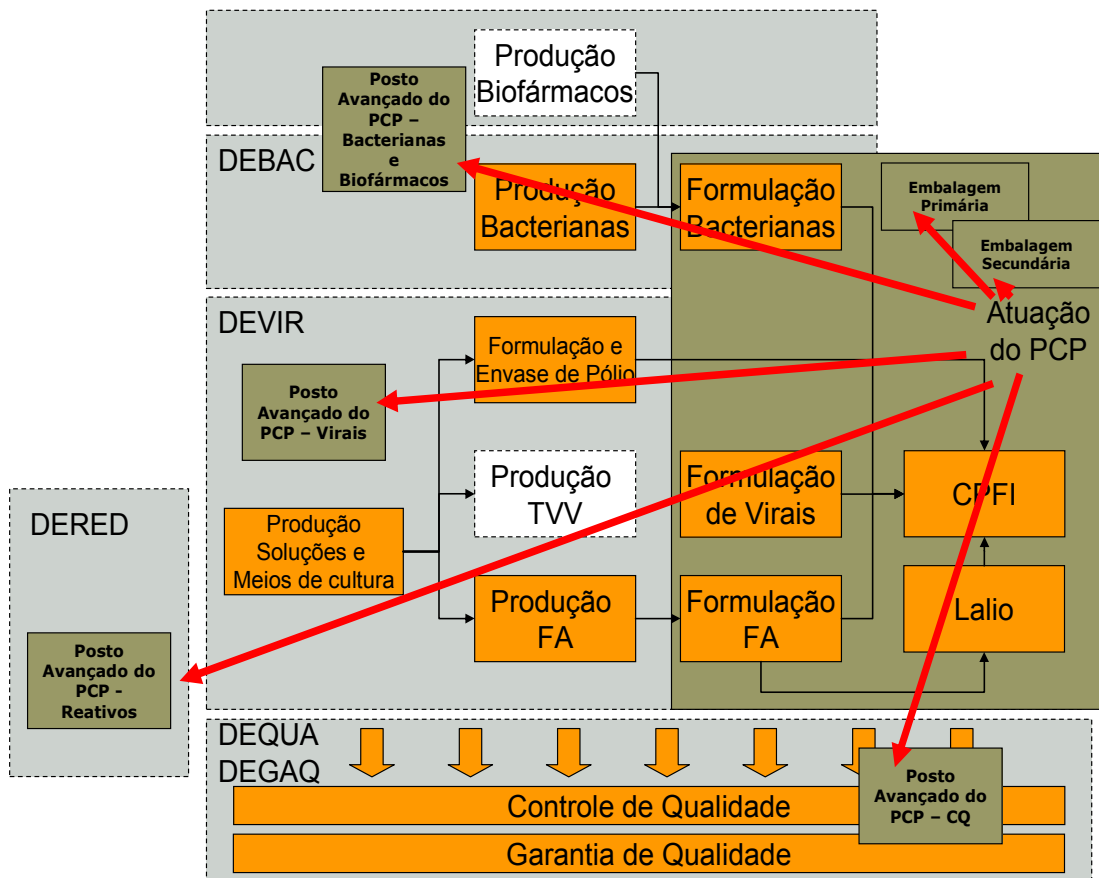 Produção
Biofármacos
Posto
Avançado do
PCP –
Bacterianas
e
Biofármacos
DEBAC
Produção
Bacterianas
Formulação
Bacterianas
Embalagem
Primária
Embalagem
Secundária
Atuação
do PCP
DEVIR
Formulação e
Envase de Pólio
Posto
Avançado do
PCP – Virais
Produção
TVV
Formulação
de Virais
CPFI
DERED
Produção
Soluções e
Meios de cultura
Produção
FA
Formulação
FA
Lalio
Posto
Avançado do
PCP -
Reativos
DEQUA
DEGAQ
Posto
Avançado do
PCP – CQ
Controle de Qualidade
Garantia de Qualidade